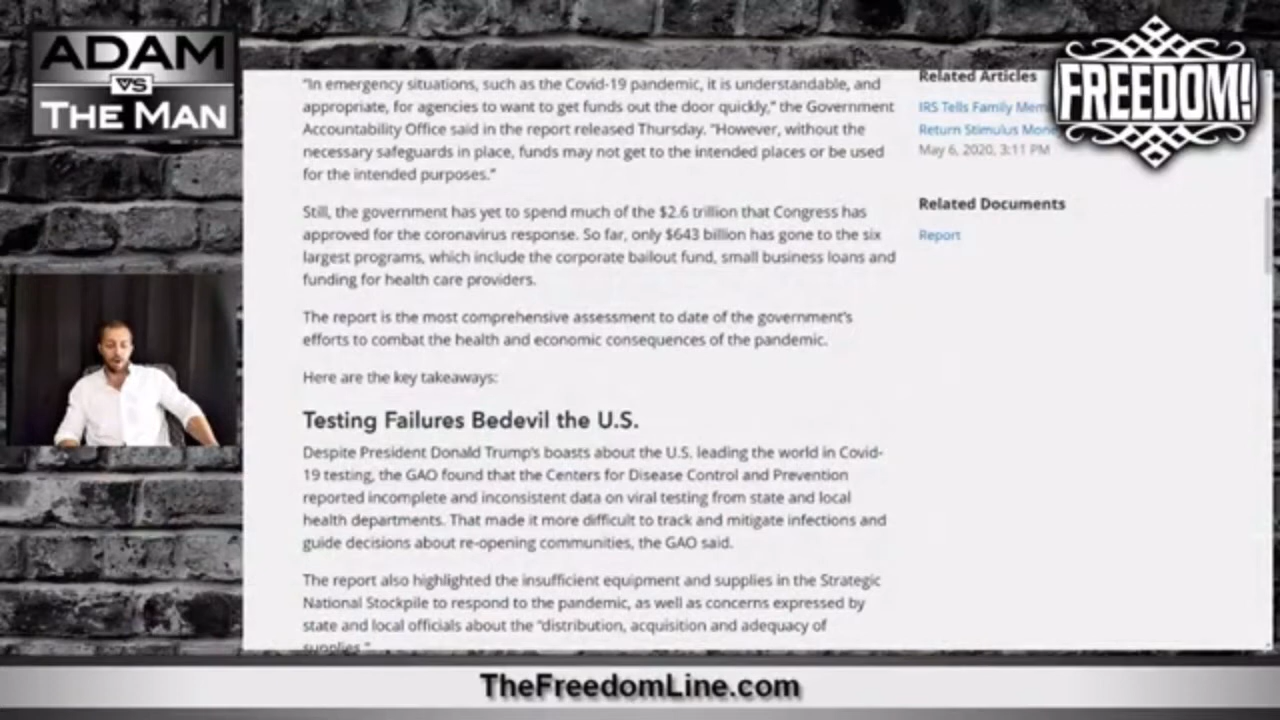 ADAM
VS
THE MAN
FREEDOM!
“In emergency situations, such as the Covid-19 pandemic, it is understandable, and
appropriate, for agencies to want to get funds out the door quickly,” the Government
Accountability Office said in the report released Thursday. “However, without the
necessary safeguards in place, funds may not get to the intended places or be used
for the intended purposes.”
Still, the government has yet to spend much of the $2.6 trillion that Congress has
approved for the coronavirus response. So far, only $643 billion has gone to the six
largest programs, which include the corporate bailout fund, small business loans and
funding for health care providers.
The report is the most comprehensive assessment to date of the government’s
efforts to combat the health and economic consequences of the pandemic.
Here are the key takeaways:
Testing Failures Bedevil the U.S.
Despite President Donald Trump’s boasts about the U.S. leading the world in Covid-
19 testing, the GAO found that the Centers for Disease Control and Prevention
reported incomplete and inconsistent data on viral testing from state and local
health departments. That made it more difficult to track and mitigate infections and
guide decisions about re-opening communities, the GAO said.
The report also highlighted the insufficient equipment and supplies in the Strategic
National Stockpile to respond to the pandemic, as well as concerns expressed by
state and local officials about the “distribution, acquisition and adequacy of
supplies.”
Related Articles
IRS Tells Family
Return Stimulus
May 6, 2020, 3:11 PM
Related Documents
Report
TheFreedomLine.com